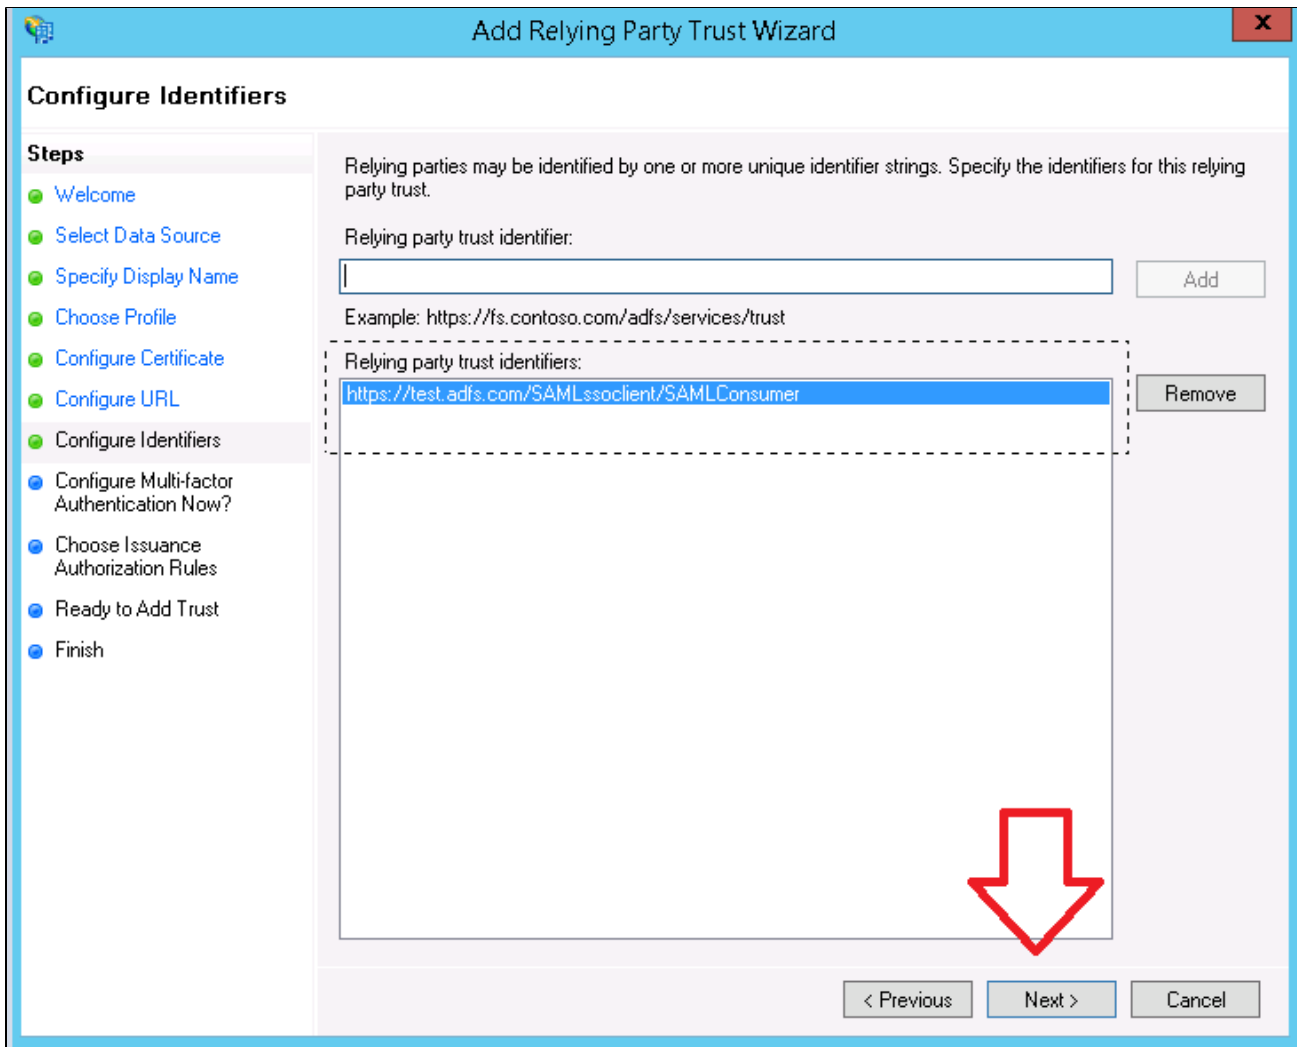 Add Relying Party Trust Wizard
X
Configure Identifiers
Steps
Welcome
Select Data Source
Specify Display Name
Choose Profile
Configure Certificate
Configure URL
Configure Identifiers
Configure Multi-factor
Authentication Now?
Choose Issuance
Authorization Rules
Ready to Add Trust
Finish
Relying parties may be identified by one or more unique identifier strings. Specify the identifiers for this relying
party trust.
Relying party trust identifier:
Add
Example: https://fs.contoso.com/adfs/services/trust
Relying party trust identifiers:
https://test.adfs.com/SAMLssoclient/SAMLConsumer
Remove
< Previous
Next >
Cancel